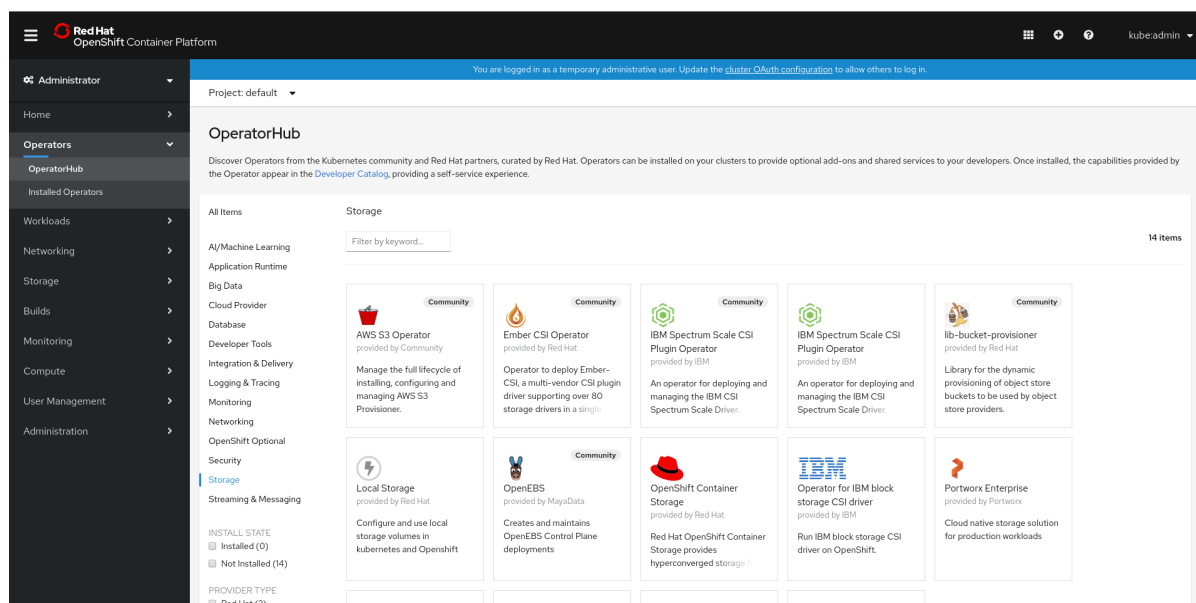 Red Hat
OpenShift Container Platform
kube:admin
Administrator
You are logged in as a temporary administrative user. Update the cluster OAuth configuration to allow others to log in.
Project: default
Home
Operators
OperatorHub
Installed Operators
Workloads
Networking
Storage
Builds
Monitoring
Compute
User Management
Administration
OperatorHub
Discover Operators from the Kubernetes community and Red Hat partners, curated by Red Hat. Operators can be installed on your clusters to provide optional add-ons and shared services to your developers. Once installed, the capabilities provided by
the Operator appear in the Developer Catalog, providing a self-service experience.
All Items
AI/Machine Learning
Application Runtime
Big Data
Cloud Provider
Database
Developer Tools
Integration & Delivery
Logging & Tracing
Monitoring
Networking
OpenShift Optional
Security
Storage
Streaming & Messaging
INSTALL STATE
Installed (0)
Not Installed (14)
PROVIDER TYPE
Storage
Filter by keyword...
14 items
Community
AWS S3 Operator
provided by Community
Manage the full lifecycle of
installing, configuring and
managing AWS S3
Provisioner.
Community
Ember CSI Operator
provided by Red Hat
Operator to deploy Ember-
CSI, a multi-vendor CSI plugin
driver supporting over 80
storage drivers in a single
Community
IBM Spectrum Scale CSI
Plugin Operator
provided by IBM
An operator for deploying and
managing the IBM CSI
Spectrum Scale Driver.
IBM Spectrum Scale CSI
Plugin Operator
provided by IBM
An operator for deploying and
managing the IBM CSI
Spectrum Scale Driver.
Community
lib-bucket-provisioner
provided by Red Hat
Library for the dynamic
provisioning of object store
buckets to be used by object
store providers.
Local Storage
provided by Red Hat
Configure and use local
storage volumes in
kubernetes and Openshift
Community
OpenEBS
provided by MayaData
Creates and maintains
OpenEBS Control Plane
deployments
OpenShift Container
Storage
provided by Red Hat
Red Hat OpenShift Container
Storage provides
hyperconverged storage
IBM
Operator for IBM block
storage CSI driver
provided by IBM
Run IBM block storage CSI
driver on OpenShift.
Portworx Enterprise
provided by Portworx
Cloud native storage solution
for production workloads